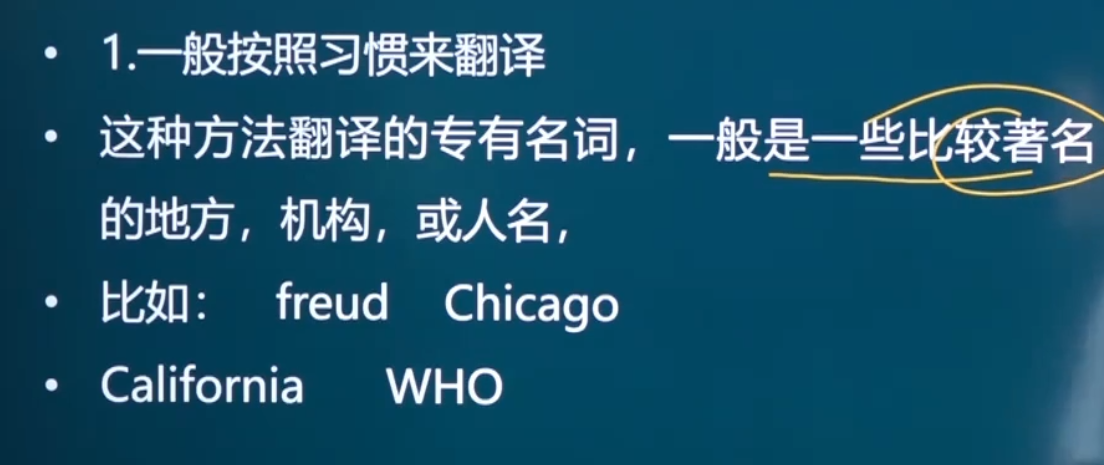 • 1.一般按照习惯来翻译
• 这种方法翻译的专有名词，一般是一些比较著名
的地方，机构，或人名，
• 比如： freud Chicago
• California WHO